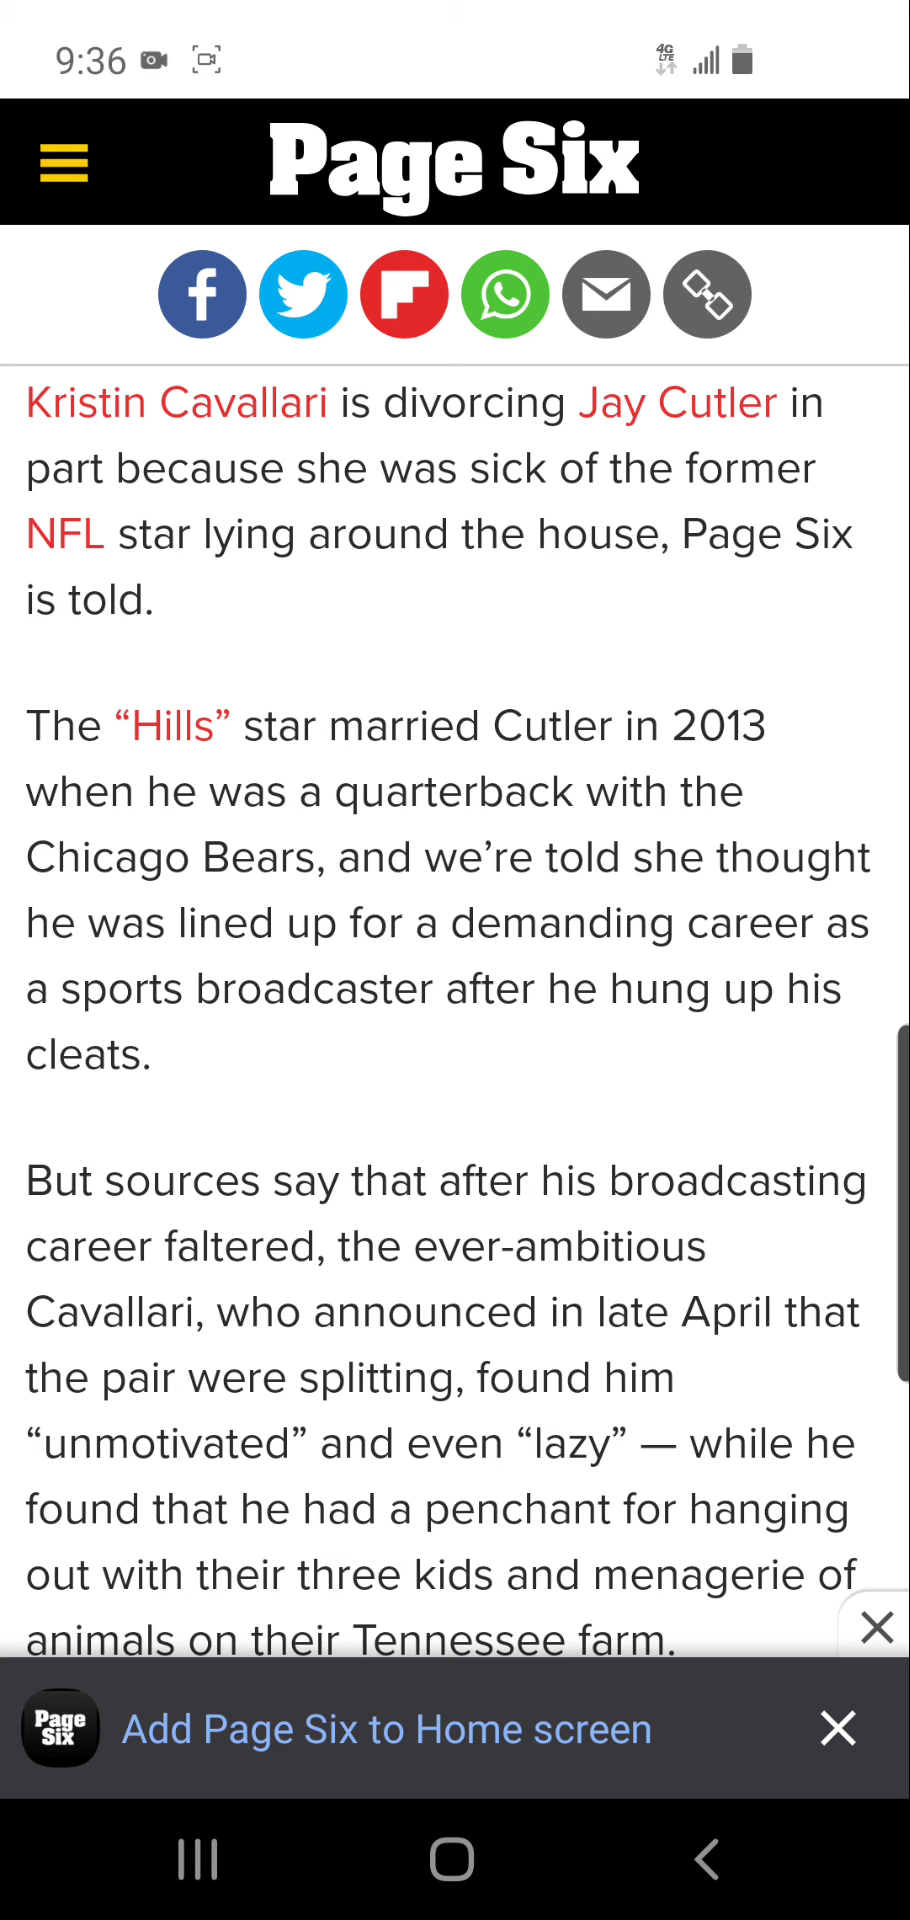 9:36
4G
LTE
Page Six
Kristin Cavallari is divorcing Jay Cutler in
part because she was sick of the former
NFL star lying around the house, Page Six
is told.
The “Hills” star married Cutler in 2013
when he was a quarterback with the
Chicago Bears, and we’re told she thought
he was lined up for a demanding career as
a sports broadcaster after he hung up his
cleats.
But sources say that after his broadcasting
career faltered, the ever-ambitious
Cavallari, who announced in late April that
the pair were splitting, found him
“unmotivated” and even “lazy” — while he
found that he had a penchant for hanging
out with their three kids and menagerie of
animals on their Tennessee farm.
Page
Six
Add Page Six to Home screen